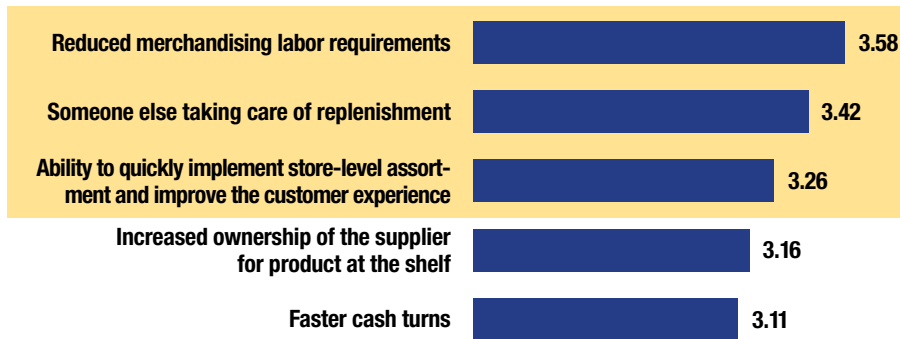 Reduced merchandising labor requirements 3.58
Someone else taking care of replenishment 3.42
Ability to quickly implement store-level assort-
ment and improve the customer experience 3.26
Increased ownership of the supplier
for product at the shelf 3.16
Faster cash turns 3.11